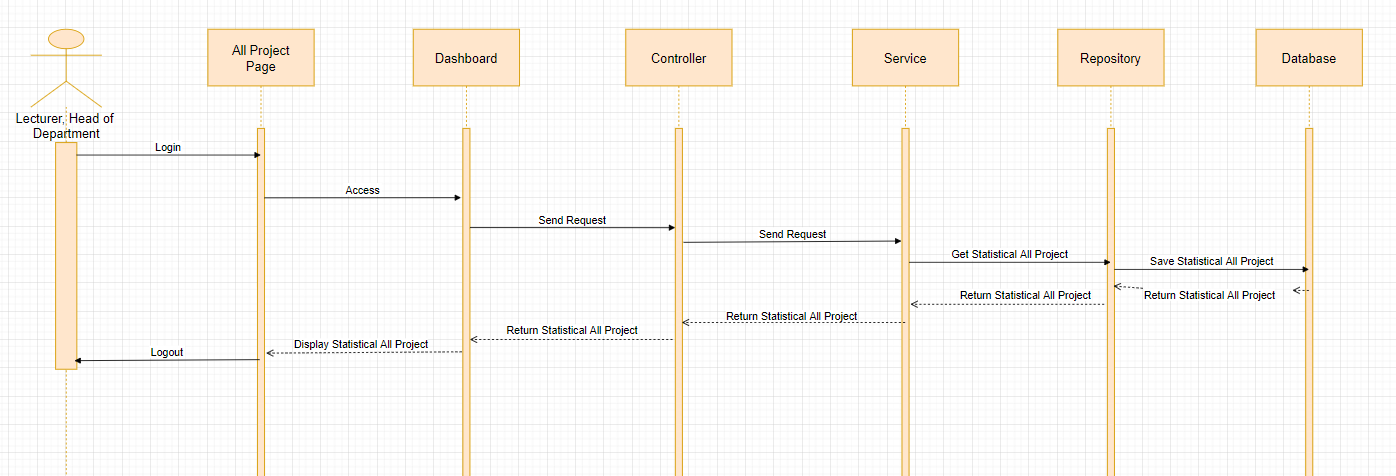 All Project
Page
Dashboard
Controller
Service
Repository
Database
Lecturer, Head of
Department
Login
Access
Send Request
Send Request
Get Statistical All Project
Save Statistical All Project
Return Statistical All Project
Return Statistical All Project
Return Statistical All Project
Return Statistical All Project
Display Statistical All Project
Logout